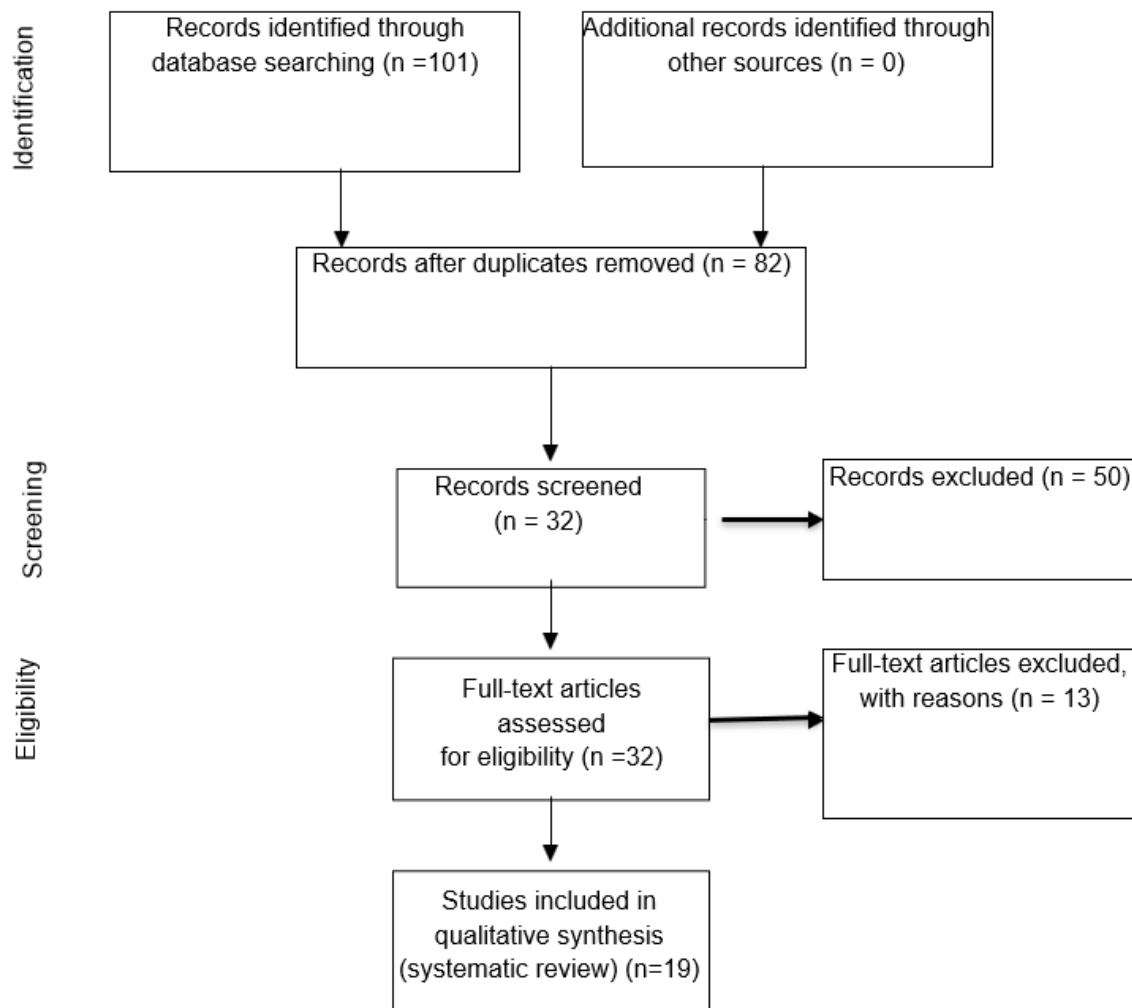 Identification
Records identified through
database searching (n =101)
Additional records identified through
other sources (n = 0)
Records after duplicates removed (n = 82)
Screening
Records screened
(n = 32)
Records excluded (n = 50)
Eligibility
Full-text articles
assessed
for eligibility (n =32)
Full-text articles excluded,
with reasons (n = 13)
Studies included in
qualitative synthesis
(systematic review) (n=19)